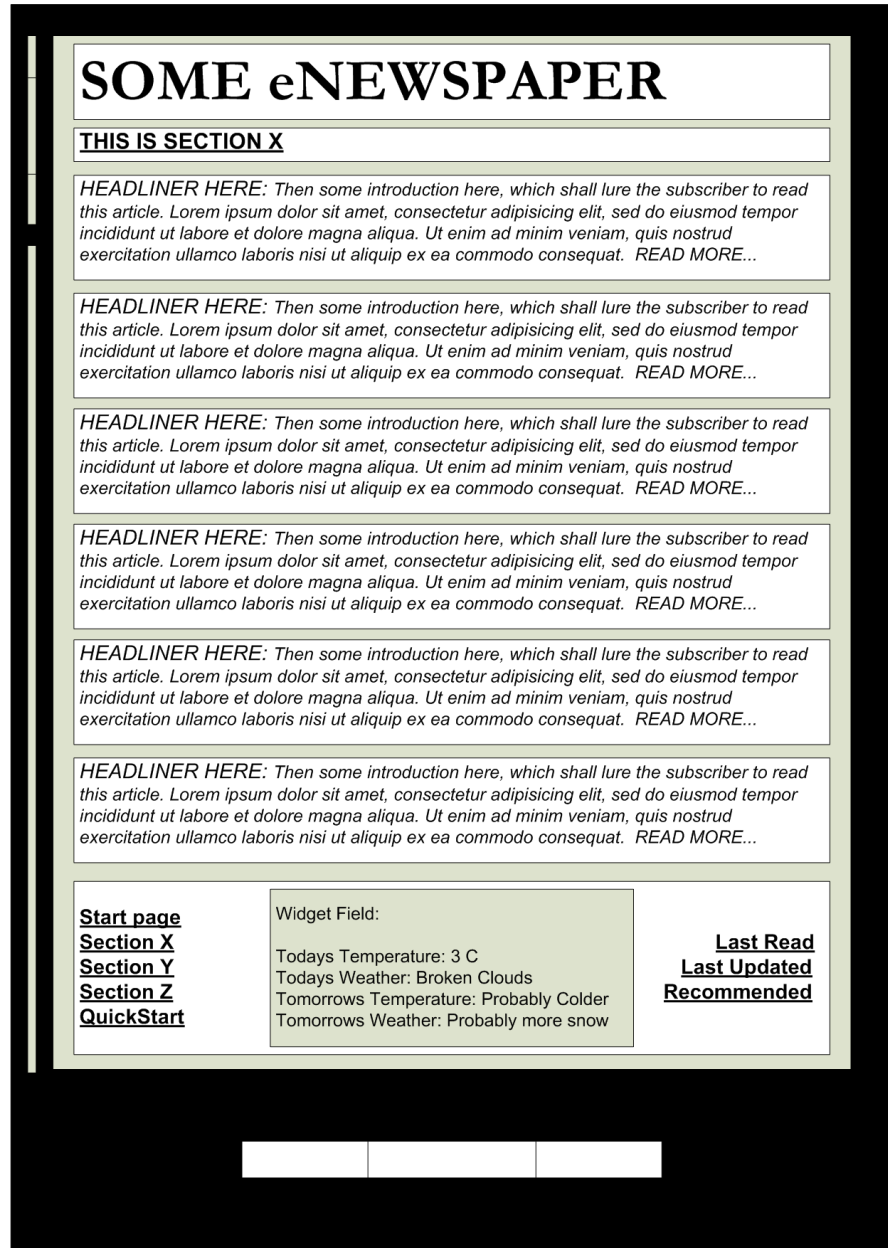 SOME eNEWSPAPER
THIS IS SECTION X
HEADLINER HERE: Then some introduction here, which shall lure the subscriber to read
this article. Lorem ipsum dolor sit amet, consectetur adipisicing elit, sed do eiusmod tempor
incididunt ut labore et dolore magna aliqua. Ut enim ad minim veniam, quis nostrud
exercitation ullamco laboris nisi ut aliquip ex ea commodo consequat.  READ MORE...
HEADLINER HERE: Then some introduction here, which shall lure the subscriber to read
this article. Lorem ipsum dolor sit amet, consectetur adipisicing elit, sed do eiusmod tempor
incididunt ut labore et dolore magna aliqua. Ut enim ad minim veniam, quis nostrud
exercitation ullamco laboris nisi ut aliquip ex ea commodo consequat.  READ MORE...
HEADLINER HERE: Then some introduction here, which shall lure the subscriber to read
this article. Lorem ipsum dolor sit amet, consectetur adipisicing elit, sed do eiusmod tempor
incididunt ut labore et dolore magna aliqua. Ut enim ad minim veniam, quis nostrud
exercitation ullamco laboris nisi ut aliquip ex ea commodo consequat.  READ MORE...
HEADLINER HERE: Then some introduction here, which shall lure the subscriber to read
this article. Lorem ipsum dolor sit amet, consectetur adipisicing elit, sed do eiusmod tempor
incididunt ut labore et dolore magna aliqua. Ut enim ad minim veniam, quis nostrud
exercitation ullamco laboris nisi ut aliquip ex ea commodo consequat.  READ MORE...
HEADLINER HERE: Then some introduction here, which shall lure the subscriber to read
this article. Lorem ipsum dolor sit amet, consectetur adipisicing elit, sed do eiusmod tempor
incididunt ut labore et dolore magna aliqua. Ut enim ad minim veniam, quis nostrud
exercitation ullamco laboris nisi ut aliquip ex ea commodo consequat.  READ MORE...
HEADLINER HERE: Then some introduction here, which shall lure the subscriber to read
this article. Lorem ipsum dolor sit amet, consectetur adipisicing elit, sed do eiusmod tempor
incididunt ut labore et dolore magna aliqua. Ut enim ad minim veniam, quis nostrud
exercitation ullamco laboris nisi ut aliquip ex ea commodo consequat.  READ MORE...
Start page
Section X
Section Y
Section Z
QuickStart
Widget Field:
Todays Temperature: 3 C
Todays Weather: Broken Clouds
Tomorrows Temperature: Probably Colder
Tomorrows Weather: Probably more snow
Last Read
Last Updated
Recommended